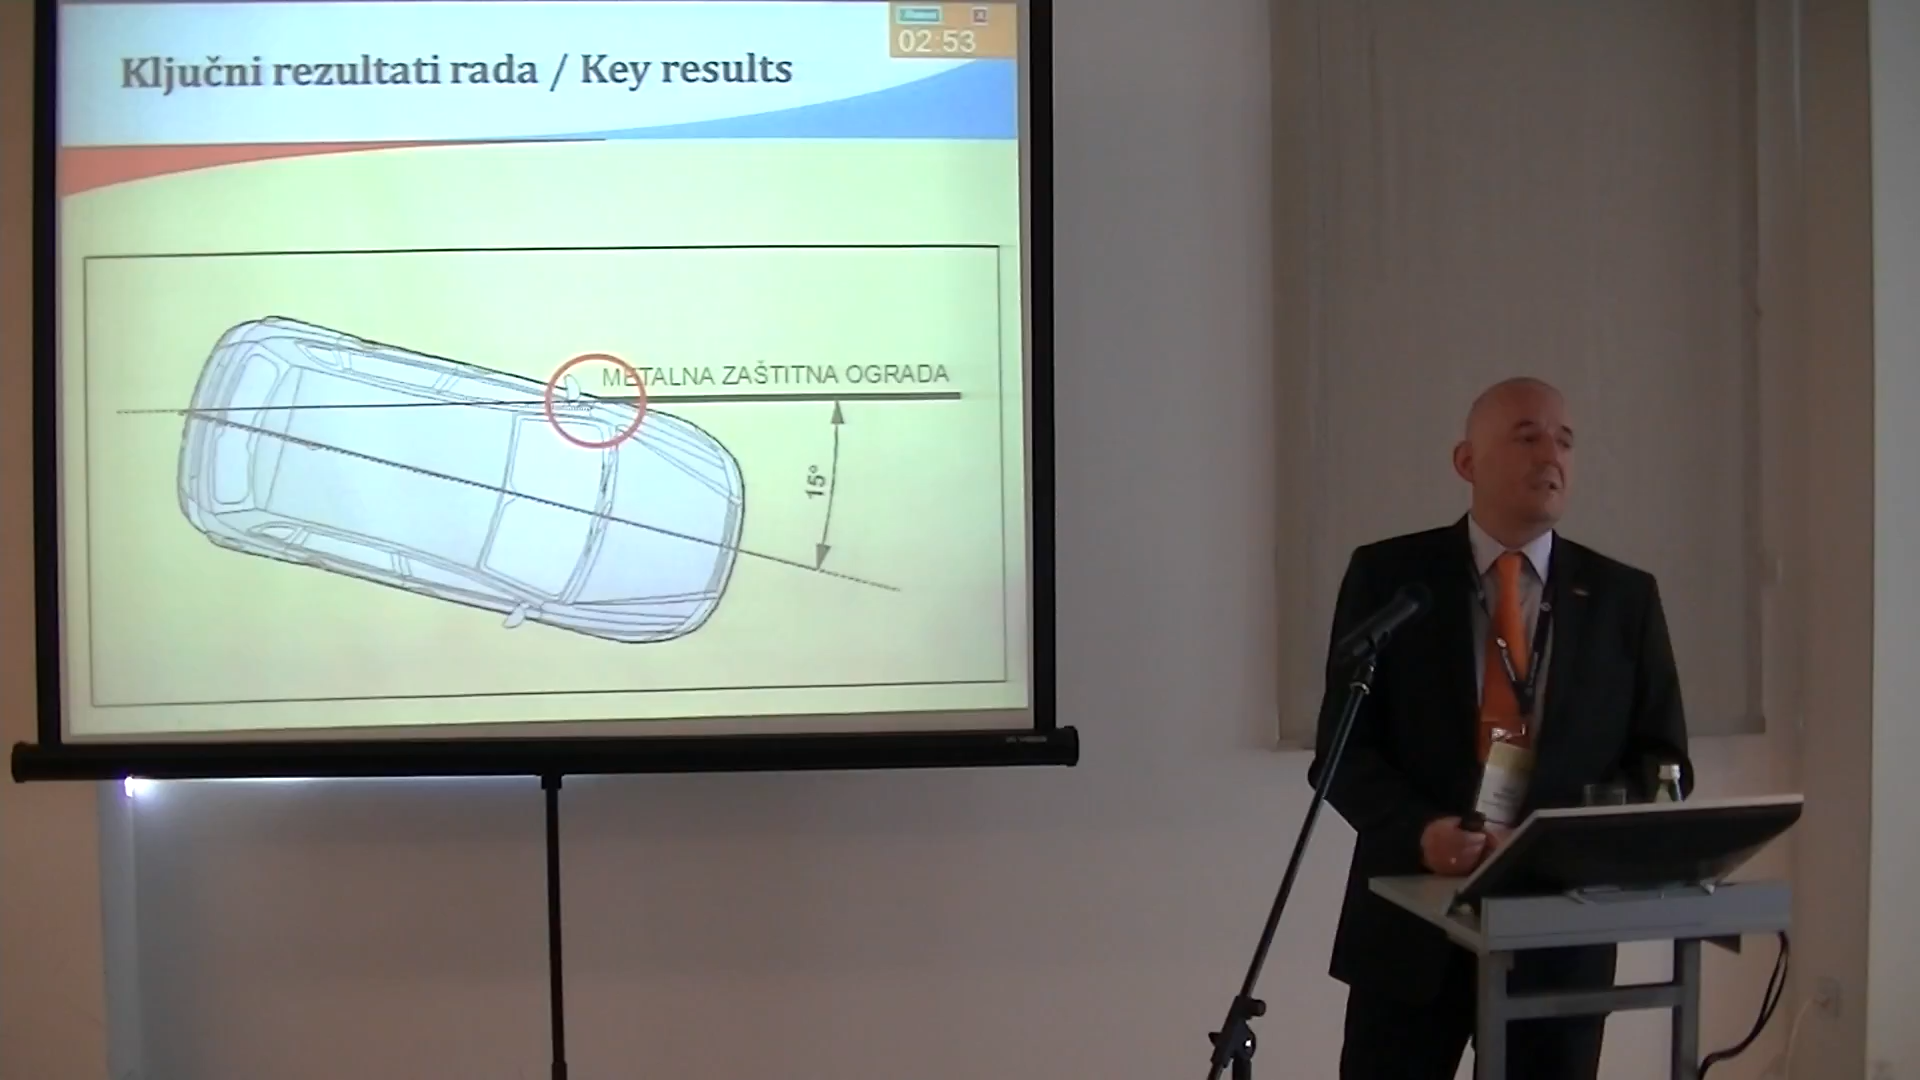 02:53
Ključni rezultati rada / Key results
METALNA ZAŠTITNA OGRADA
15°